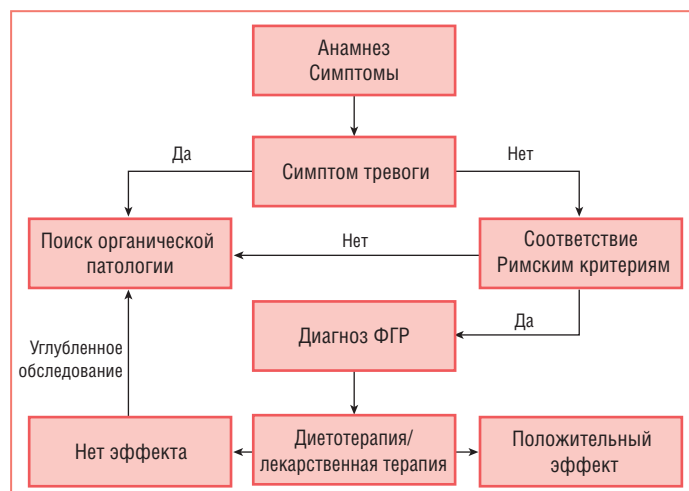 Анамнез
Симптомы
Да
Нет
Симптом тревоги
Поиск органической
патологии
Нет
Соответствие
Римским критериям
Да
Углубленное
обследование
Диагноз ФГР
Нет эффекта
Диетотерапия/
лекарственная терапия
Положительный
эффект